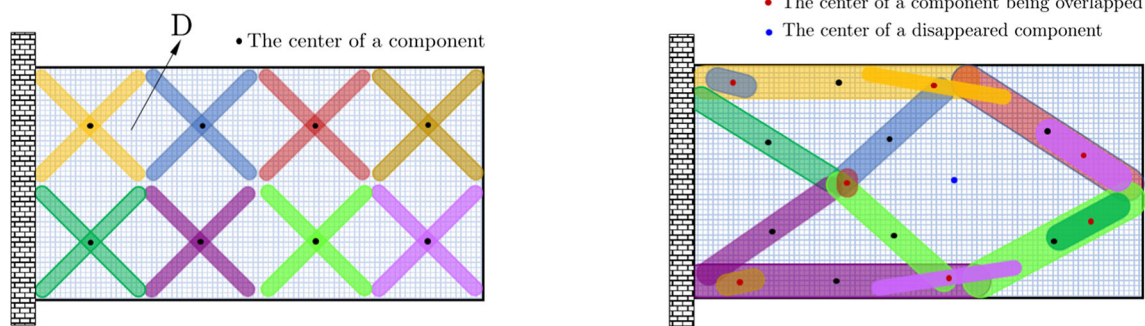 D
• The center of a component
• The center of a component being overlapped
• The center of a disappeared component